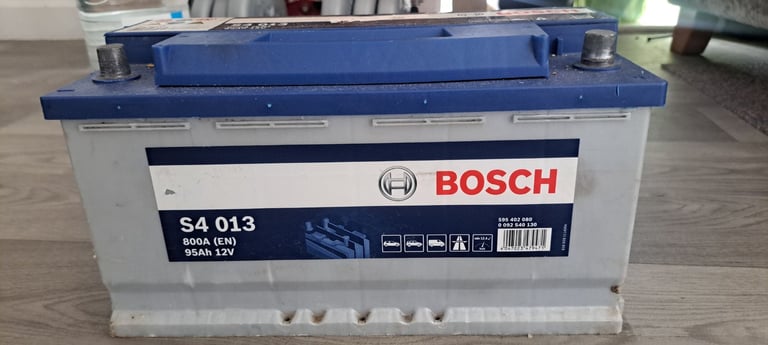 BOSCH
S4 013
800A (EN)
95Ah 12V
595 402 080
0 092 S40 130